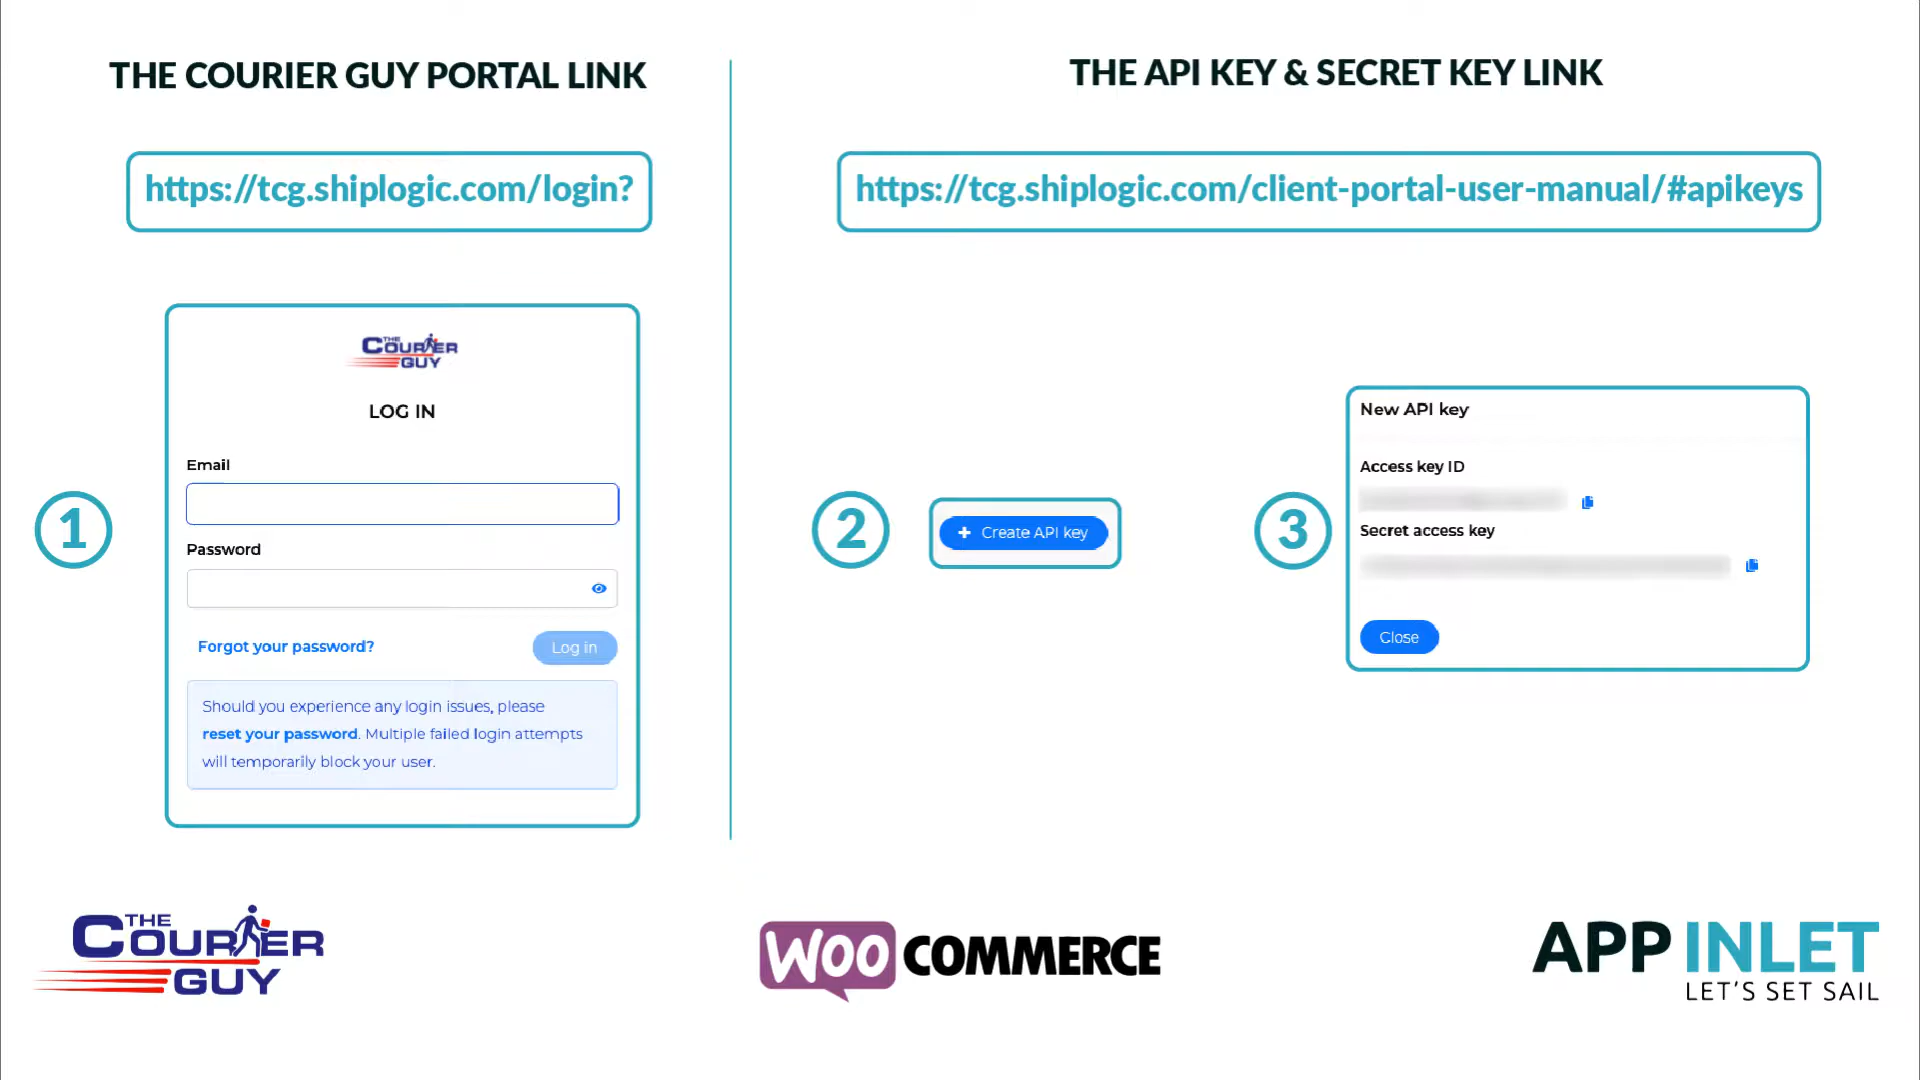 THE COURIER GUY PORTAL LINK
https://tcg.shiplogic.com/login?
THE COURIER GUY
LOG IN
1
Email
Password
Forgot your password?
Log in
Should you experience any login issues, please
reset your password. Multiple failed login attempts
will temporarily block your user.
THE API KEY & SECRET KEY LINK
https://tcg.shiplogic.com/client-portal-user-manual/#apikeys
2
+ Create API key
3
New API key
Access key ID
Secret access key
Close
THE
COURIER
GUY
WOO COMMERCE
APP INLET
LET'S SET SAIL